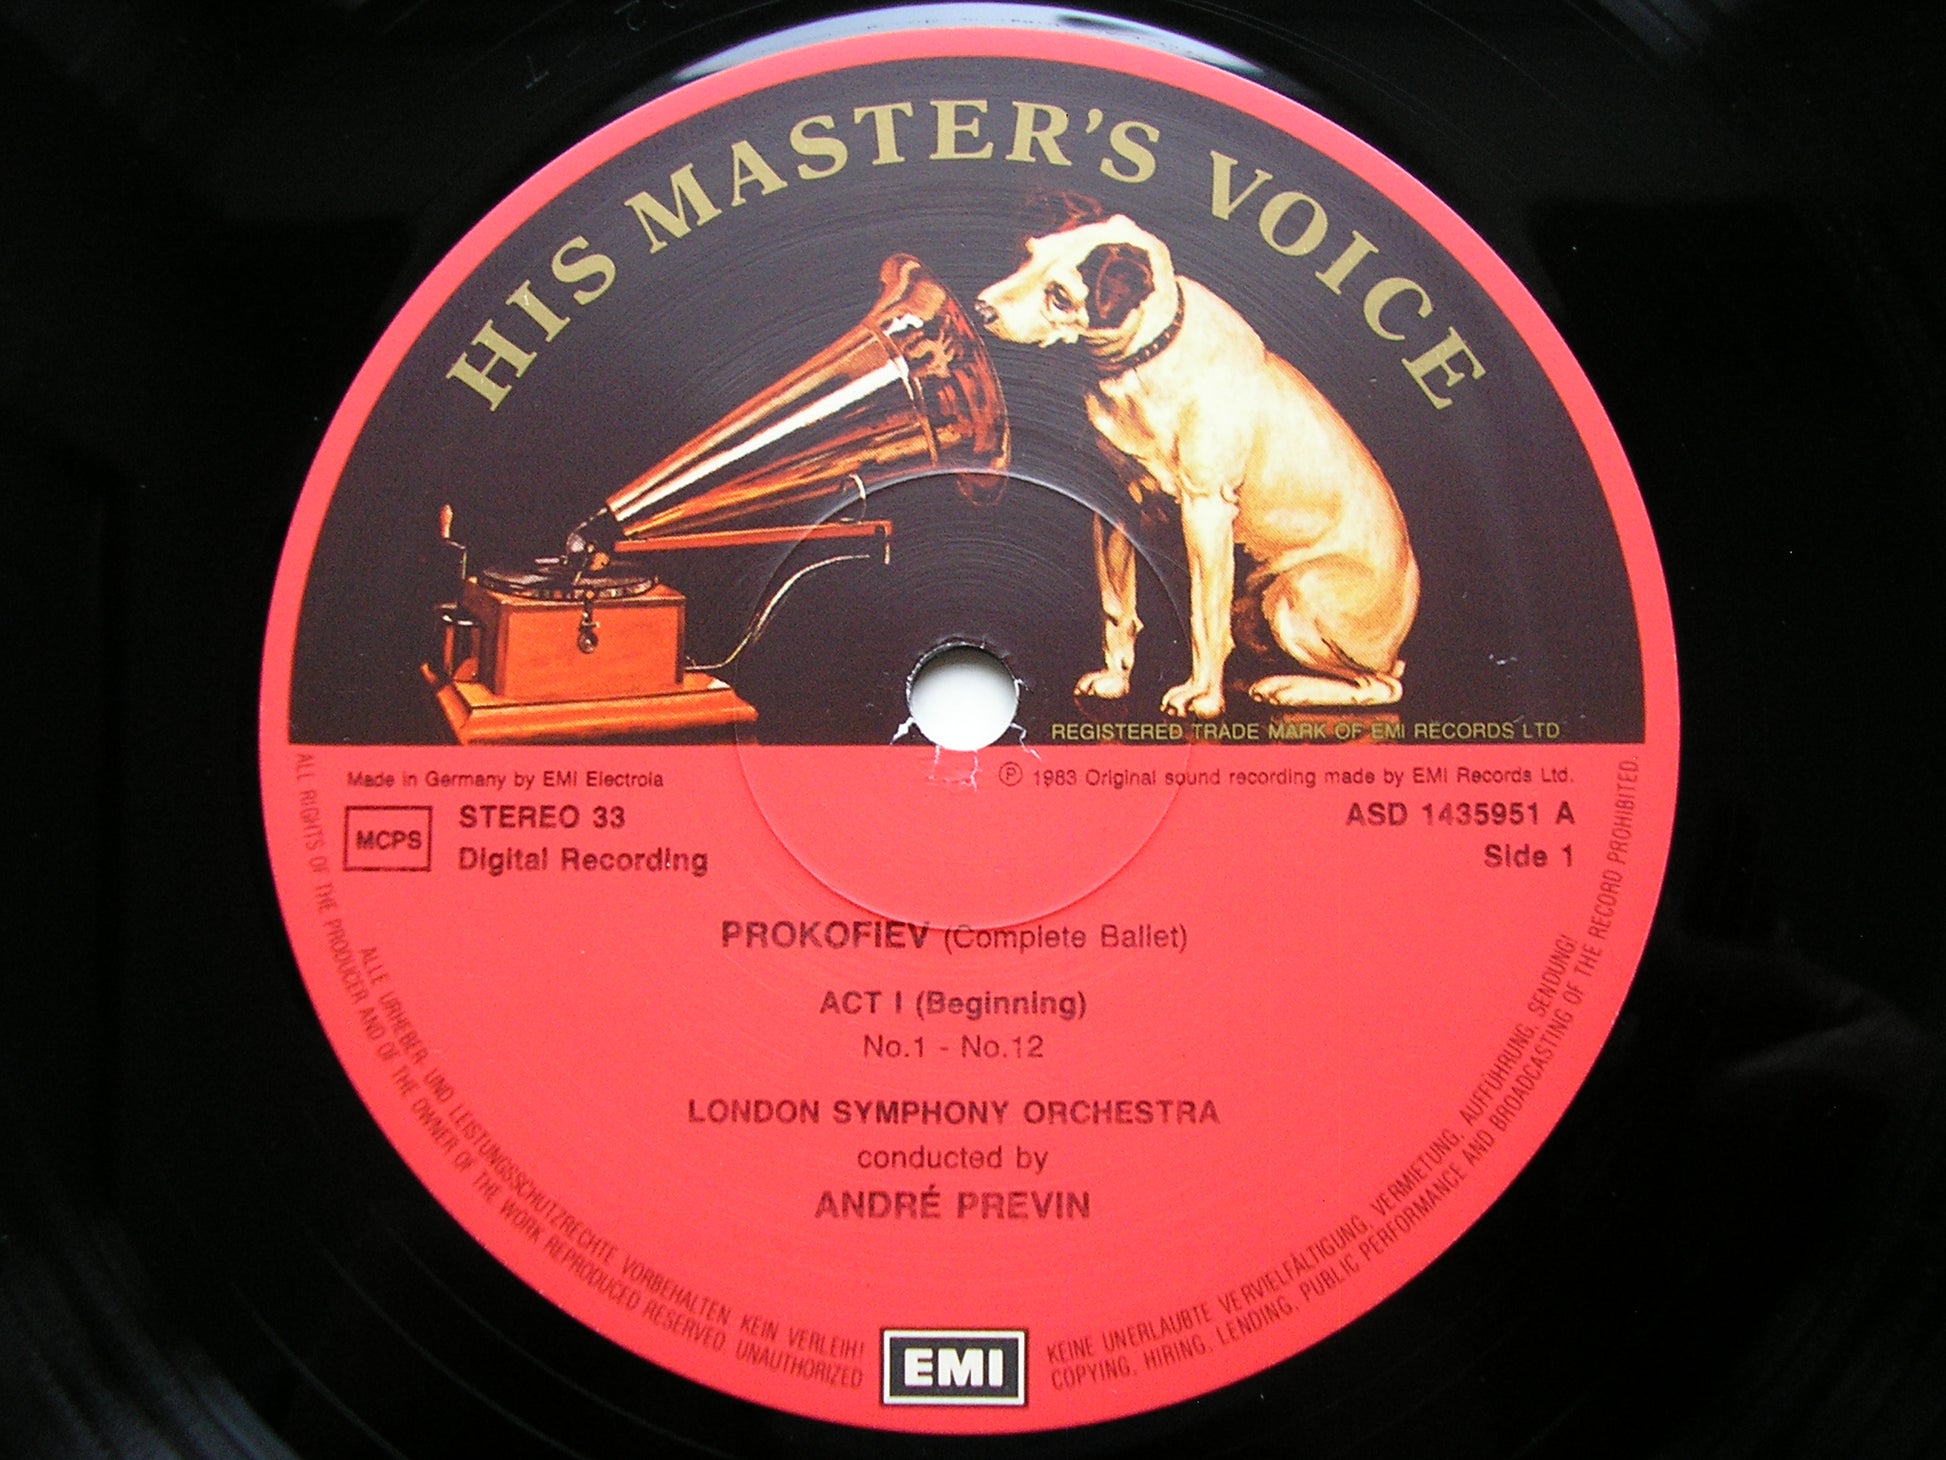 HIS MASTER'S VOICE
REGISTERED TRADE MARK OF EMI RECORDS LTD
Made in Germany by EMI Electrola
℗ 1983 Original sound recording made by EMI Records Ltd.
MCPS
STEREO 33
Digital Recording
ASD 1435951 A
Side 1
PROKOFIEV (Complete Ballet)
ACT I (Beginning)
No.1 - No.12
LONDON SYMPHONY ORCHESTRA
conducted by
ANDRÉ PREVIN
ALL RIGHTS OF THE PRODUCER AND OF THE OWNER OF THE WORK REPRODUCED RESERVED. UNAUTHORIZED
COPYING, HIRING, LENDING, PUBLIC PERFORMANCE AND BROADCASTING OF THE RECORD PROHIBITED.
ALLE URHEBER- UND LEISTUNGSSCHUTZRECHTE VORBEHALTEN. KEIN VERLEIH!
KEINE UNERLAUBTE VERVIELFÄLTIGUNG, VERMIETUNG, AUFFÜHRUNG, SENDUNG!
EMI